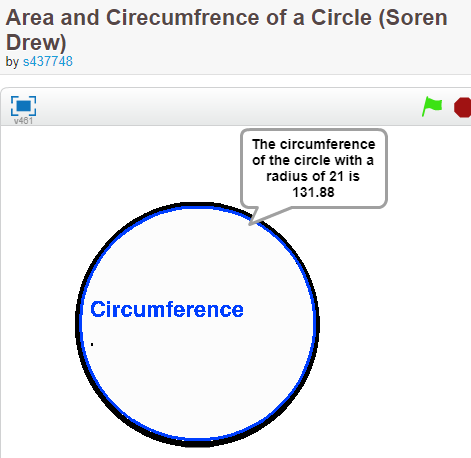 Area and Cirecumfrence of a Circle (Soren
Drew)
by s437748
v461
The circumference
of the circle with a
radius of 21 is
131.88
Circumference
.